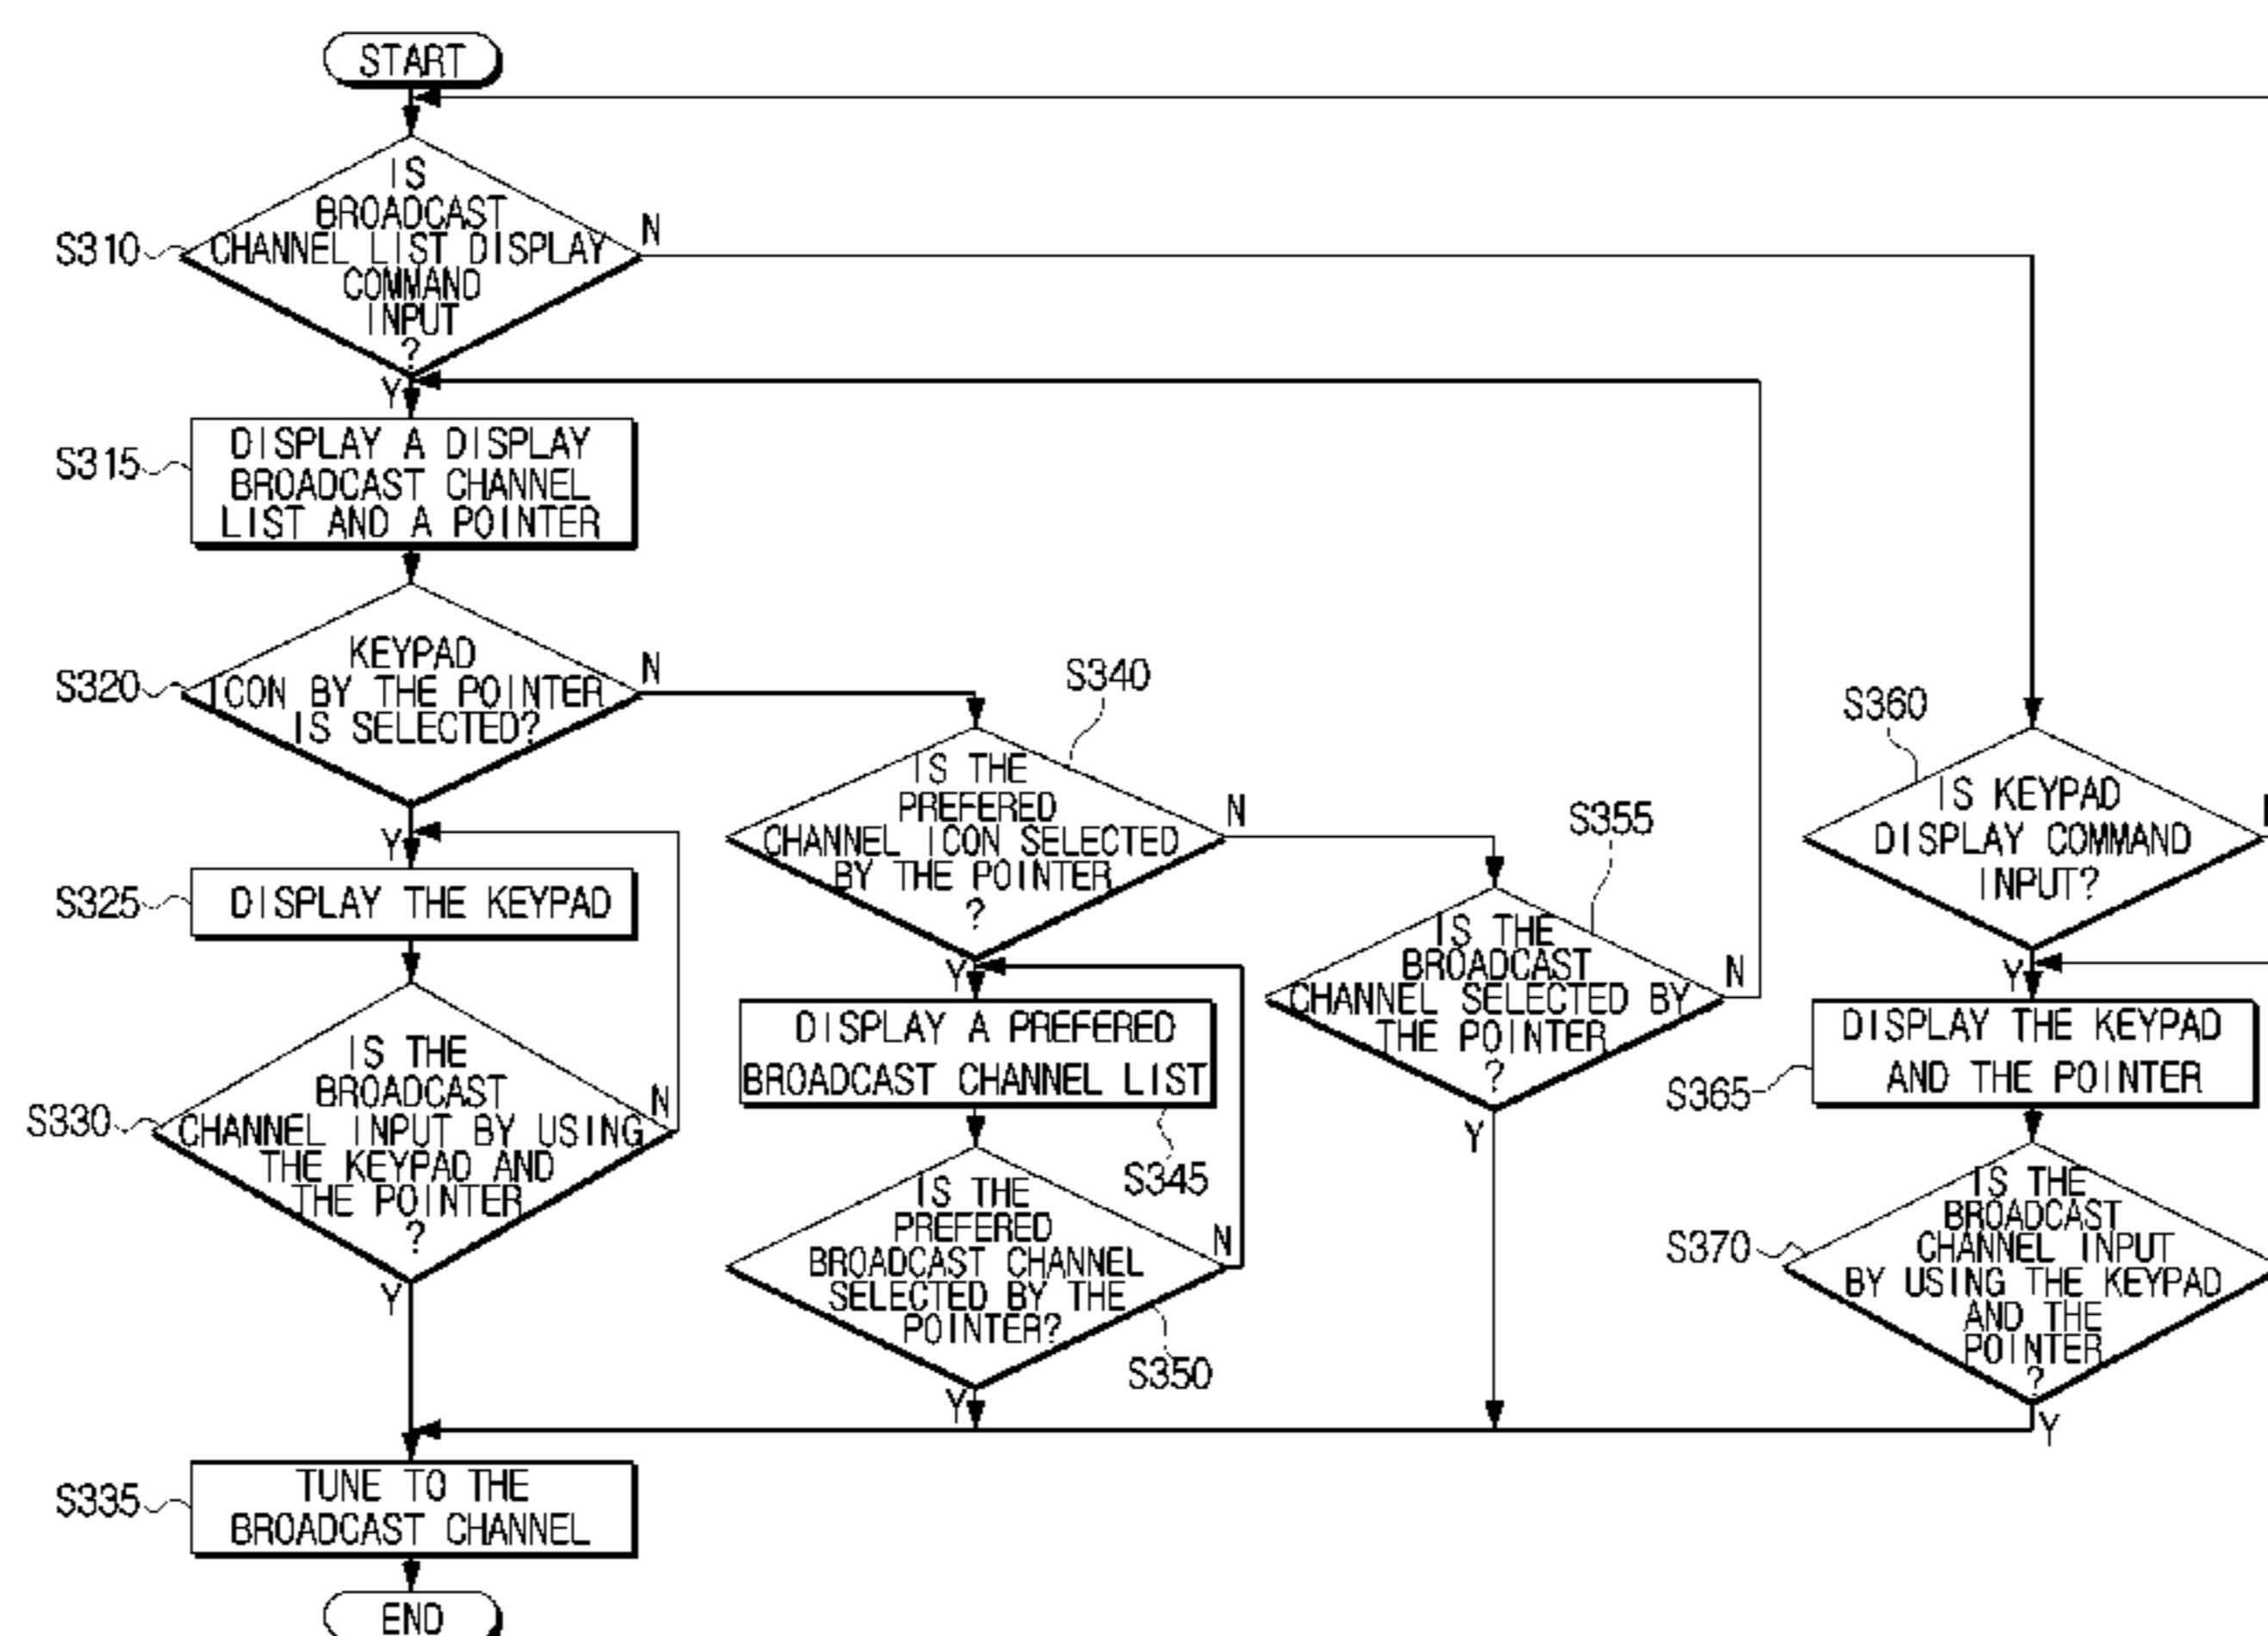 START
IS
BROADCAST
CHANNEL LIST DISPLAY
COMMAND
INPUT
?
S310
N
Y
DISPLAY A DISPLAY
BROADCAST CHANNEL
LIST AND A POINTER
S315
KEYPAD
ICON BY THE POINTER
IS SELECTED?
S320
N
Y
DISPLAY THE KEYPAD
S325
IS THE
BROADCAST
CHANNEL INPUT BY USING
THE KEYPAD AND
THE POINTER
?
S330
N
Y
TUNE TO THE
BROADCAST CHANNEL
S335
END
S340
IS THE
PREFERED
CHANNEL ICON SELECTED
BY THE POINTER
?
N
Y
DISPLAY A PREFERED
BROADCAST CHANNEL LIST
S345
IS THE
PREFERED
BROADCAST CHANNEL
SELECTED BY THE
POINTER?
S350
N
Y
S355
IS THE
BROADCAST
CHANNEL SELECTED BY
THE POINTER
?
N
Y
S360
IS KEYPAD
DISPLAY COMMAND
INPUT?
Y
DISPLAY THE KEYPAD
AND THE POINTER
S365
IS THE
BROADCAST
CHANNEL INPUT
BY USING THE KEYPAD
AND THE
POINTER
?
S370
Y